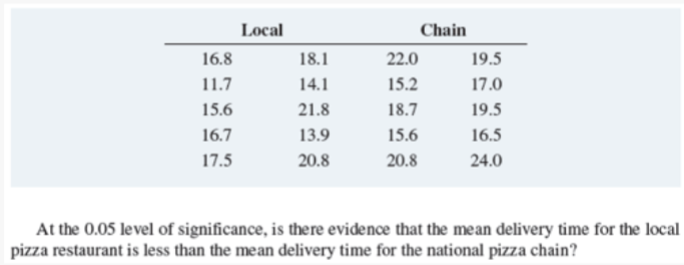 Local Chain
16.8 18.1 22.0 19.5
11.7 14.1 15.2 17.0
15.6 21.8 18.7 19.5
16.7 13.9 15.6 16.5
17.5 20.8 20.8 24.0
At the 0.05 level of significance, is there evidence that the mean delivery time for the local
pizza restaurant is less than the mean delivery time for the national pizza chain?